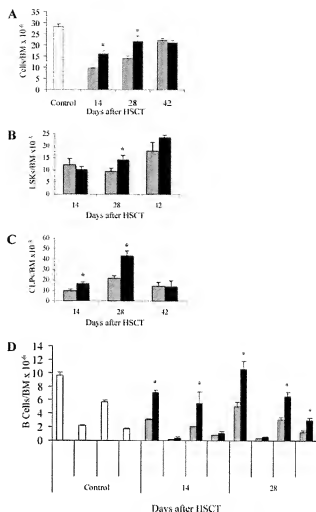 A
Cells/BM x 10⁻⁶
35
30
25
20
15
10
5
0
* * *
Control 14 28 42
Days after HSCT
B
LSKs/BM x10⁻³
25
20
15
10
5
0
*
14 28 42
Days after HSCT
C
CLPs/BM x10⁻³
60
50
40
30
20
10
0
* *
14 28 42
Days after HSCT
D
B Cells/BM x 10⁻⁶
14
12
10
8
6
4
2
0
* * * * *
Control 14 28
Days after HSCT